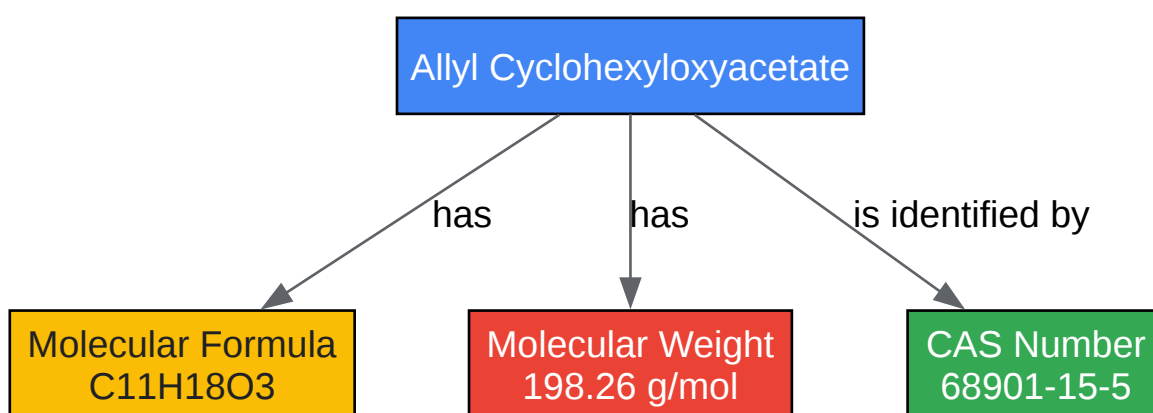 Allyl Cyclohexyloxyacetate
has
has
is identified by
Molecular Formula
C11H18O3
Molecular Weight
198.26 g/mol
CAS Number
68901-15-5